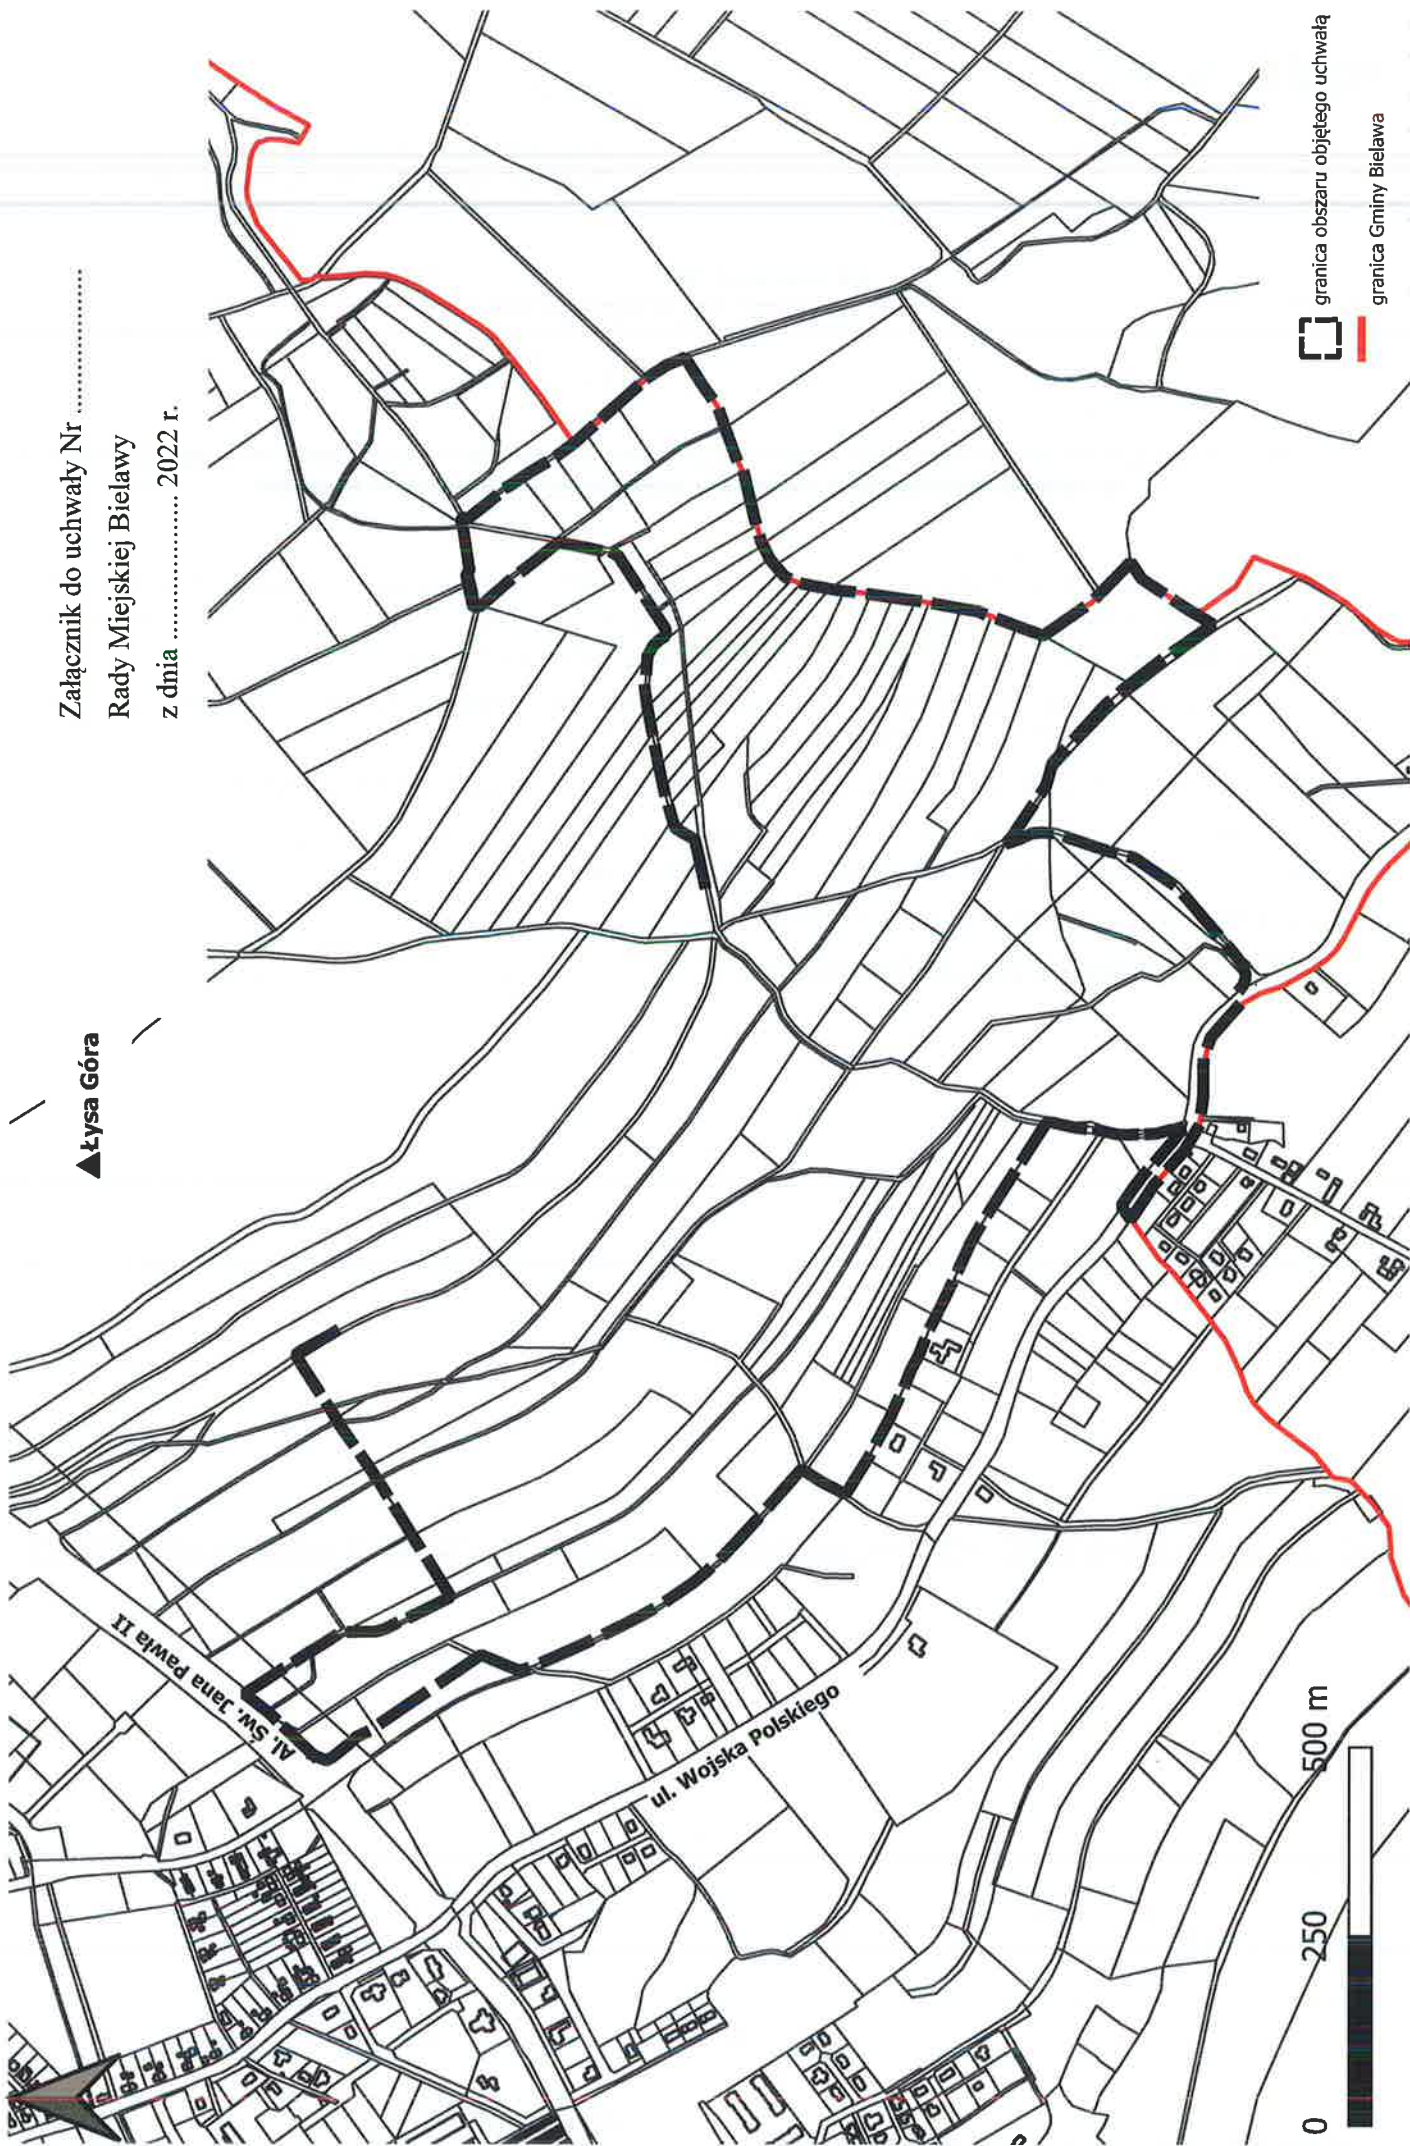 Załącznik do uchwały Nr ........................
Rady Miejskiej Bielawy
z dnia ........................ 2022 r.
Łysa Góra
Al. Św. Jana Pawła II
ul. Wojska Polskiego
granica obszaru objętego uchwałą
granica Gminy Bielawa
0 250 500 m